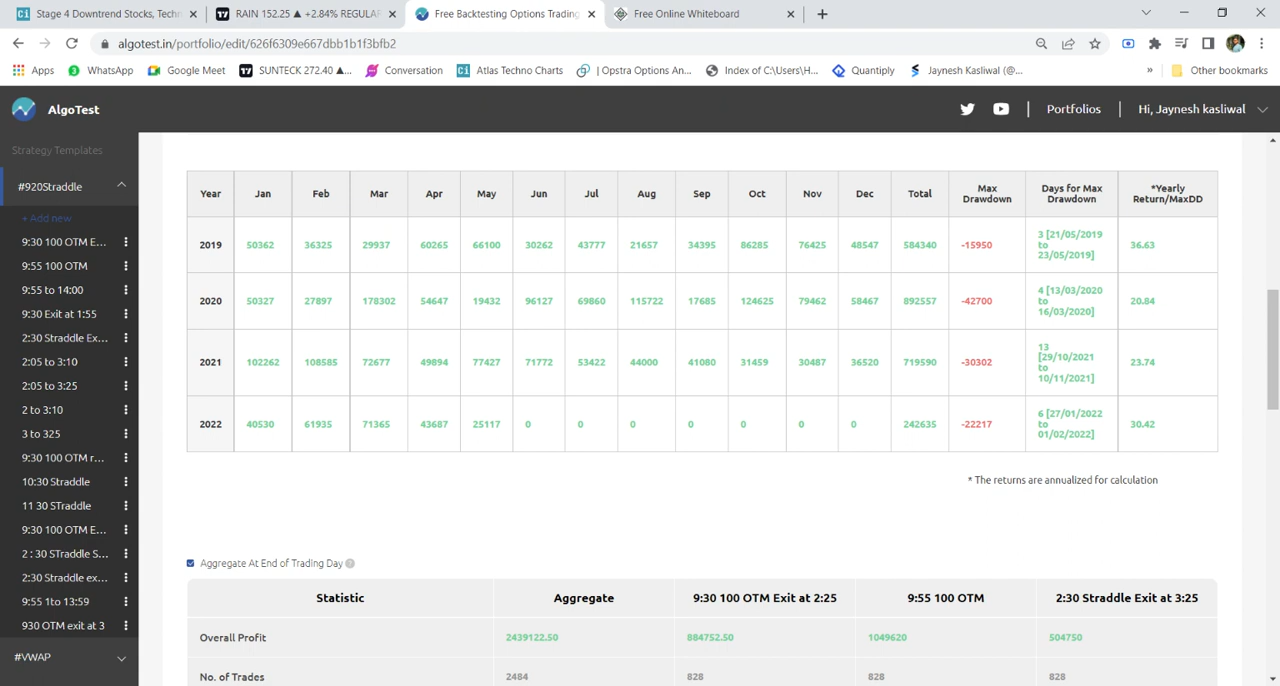 Stage 4 Downtrend Stocks, Techn
RAIN 152.25 ▲ +2.84% REGULAR
Free Backtesting Options Trading
Free Online Whiteboard
algotest.in/portfolio/edit/626f6309e667dbb1b1f3bfb2
Apps WhatsApp Google Meet SUNTECK 272.40 ▲... Conversation Atlas Techno Charts | Opstra Options An... Index of C:\Users\H... Quantiply Jaynesh Kasliwal (@... » Other bookmarks
AlgoTest Portfolios Hi, Jaynesh kasliwal
Strategy Templates
#920Straddle
+ Add new
9:30 100 OTM E...
9:55 100 OTM
9:55 to 14:00
9:30 Exit at 1:55
2:30 Straddle Ex...
2:05 to 3:10
2:05 to 3:25
2 to 3:10
3 to 325
9:30 100 OTM r...
10:30 Straddle
11 30 STraddle
9:30 100 OTM E...
2 : 30 STraddle S...
2:30 Straddle ex...
9:55 1to 13:59
930 OTM exit at 3
#VWAP
Year Jan Feb Mar Apr May Jun Jul Aug Sep Oct Nov Dec Total Max Drawdown Days for Max Drawdown *Yearly Return/MaxDD
2019 50362 36325 29937 60265 66100 30262 43777 21657 34395 86285 76425 48547 584340 -15950 3 [21/05/2019 to 23/05/2019] 36.63
2020 50327 27897 178302 54647 19432 96127 69860 115722 17685 124625 79462 58467 892557 -42700 4 [13/03/2020 to 16/03/2020] 20.84
2021 102262 108585 72677 49894 77427 71772 53422 44000 41080 31459 30487 36520 719590 -30302 13 [29/10/2021 to 10/11/2021] 23.74
2022 40530 61935 71365 43687 25117 0 0 0 0 0 0 0 242635 -22217 6 [27/01/2022 to 01/02/2022] 30.42
* The returns are annualized for calculation
Aggregate At End of Trading Day ?
Statistic Aggregate 9:30 100 OTM Exit at 2:25 9:55 100 OTM 2:30 Straddle Exit at 3:25
Overall Profit 2439122.50 884752.50 1049620 504750
No. of Trades 2484 828 828 828